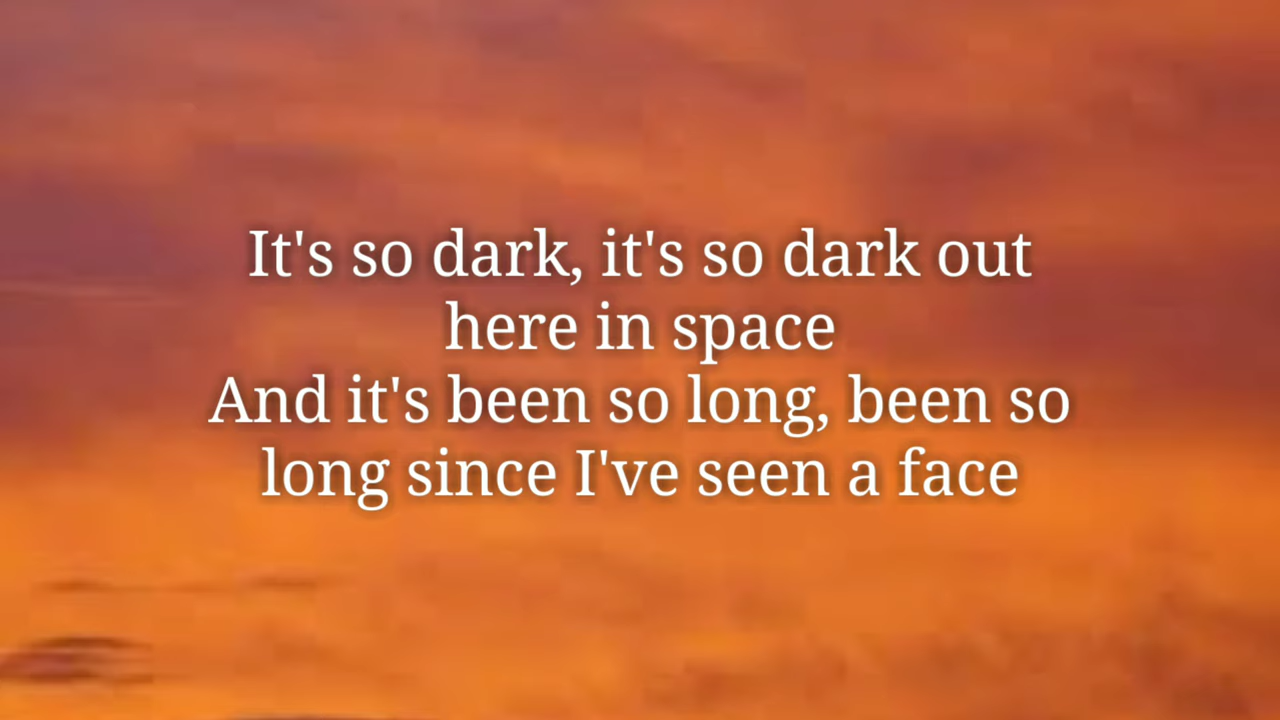 It's so dark, it's so dark out
here in space
And it's been so long, been so
long since I've seen a face